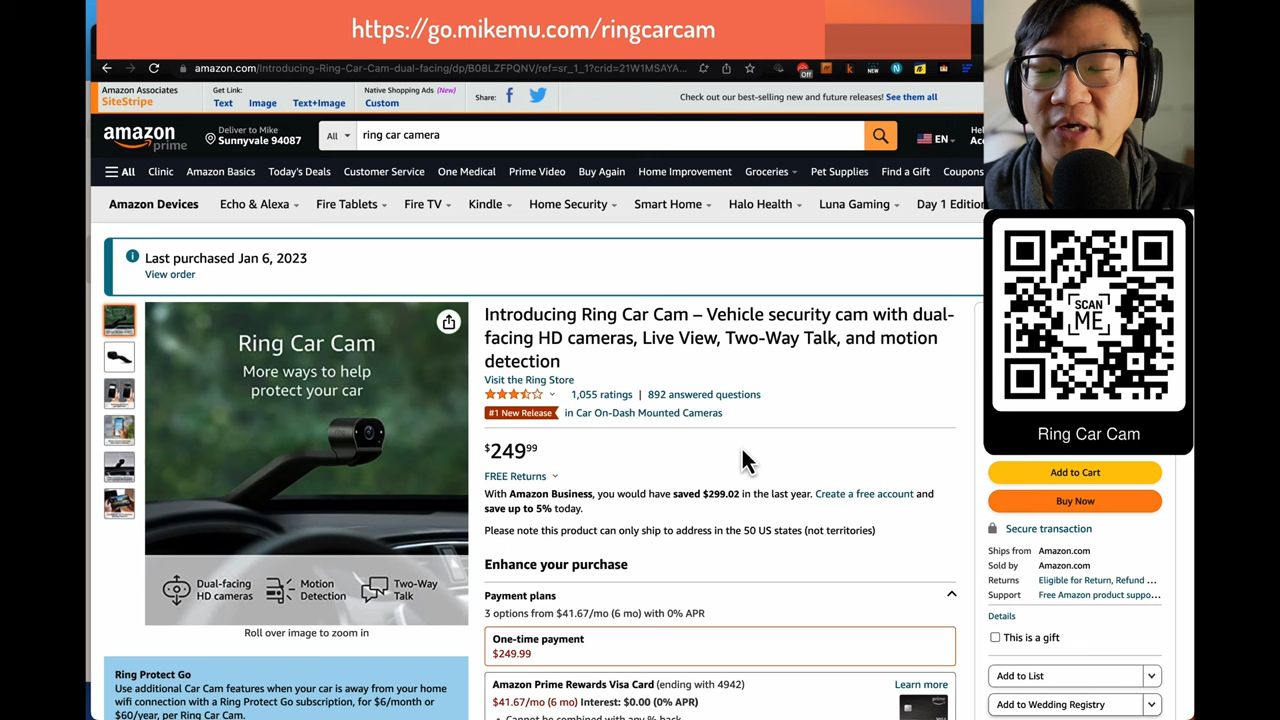 https://go.mikemu.com/ringcarcam
amazon.com/Introducing-Ring-Car-Cam-dual-facing/dp/B08LZFPQNV/ref=sr_1_1?crid=21W1MSAYA...
Off
NEW
Amazon Associates
SiteStripe
Get Link:
Text Image Text+Image
Native Shopping Ads (New)
Custom
Share:
Check out our best-selling new and future releases! See them all
amazon
prime
Deliver to Mike
Sunnyvale 94087
All
ring car camera
EN
All Clinic Amazon Basics Today's Deals Customer Service One Medical Prime Video Buy Again Home Improvement Groceries Pet Supplies Find a Gift Coupons
Amazon Devices Echo & Alexa Fire Tablets Fire TV Kindle Home Security Smart Home Halo Health Luna Gaming Day 1 Edition
Last purchased Jan 6, 2023
View order
Ring Car Cam
More ways to help
protect your car
Dual-facing
HD cameras
Motion
Detection
Two-Way
Talk
Roll over image to zoom in
Ring Protect Go
Use additional Car Cam features when your car is away from your home
wifi connection with a Ring Protect Go subscription, for $6/month or
$60/year, per Ring Car Cam.
Introducing Ring Car Cam – Vehicle security cam with dual-
facing HD cameras, Live View, Two-Way Talk, and motion
detection
Visit the Ring Store
1,055 ratings | 892 answered questions
#1 New Release in Car On-Dash Mounted Cameras
$249.99
FREE Returns
With Amazon Business, you would have saved $299.02 in the last year. Create a free account and
save up to 5% today.
Please note this product can only ship to address in the 50 US states (not territories)
Enhance your purchase
Payment plans
3 options from $41.67/mo (6 mo) with 0% APR
One-time payment
$249.99
Amazon Prime Rewards Visa Card (ending with 4942)
Learn more
$41.67/mo (6 mo) Interest: $0.00 (0% APR)
SCAN
ME
Ring Car Cam
Add to Cart
Buy Now
Secure transaction
Ships from Amazon.com
Sold by Amazon.com
Returns Eligible for Return, Refund ...
Support Free Amazon product suppo...
Details
This is a gift
Add to List
Add to Wedding Registry